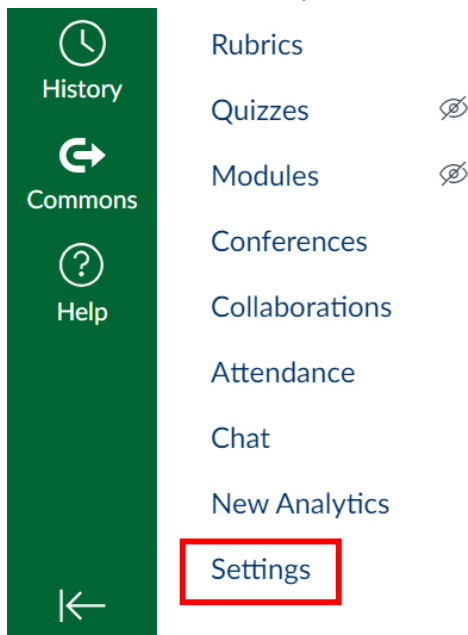 History
Commons
Help
Rubrics
Quizzes
Modules
Conferences
Collaborations
Attendance
Chat
New Analytics
Settings